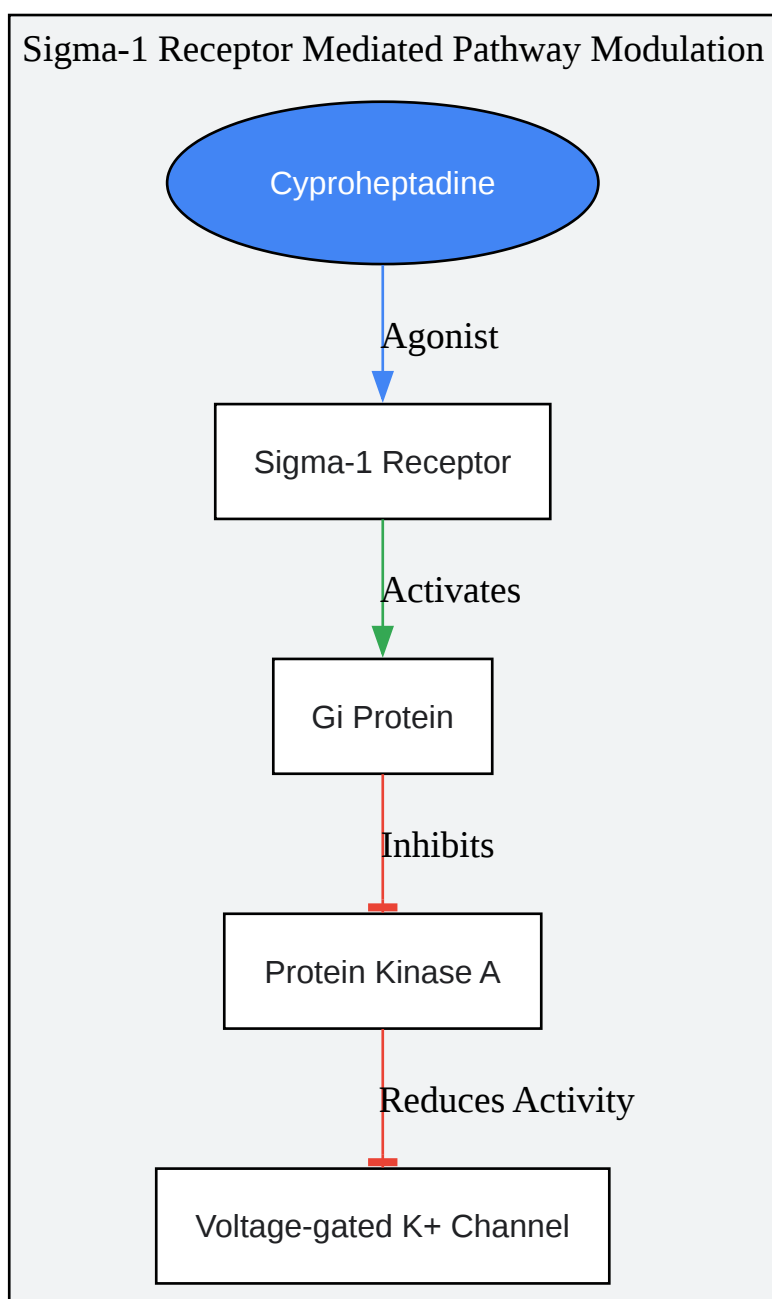 Sigma-1 Receptor Mediated Pathway Modulation
Cyproheptadine
Agonist
Sigma-1 Receptor
Activates
Gi Protein
Inhibits
Protein Kinase A
Reduces Activity
Voltage-gated K+ Channel